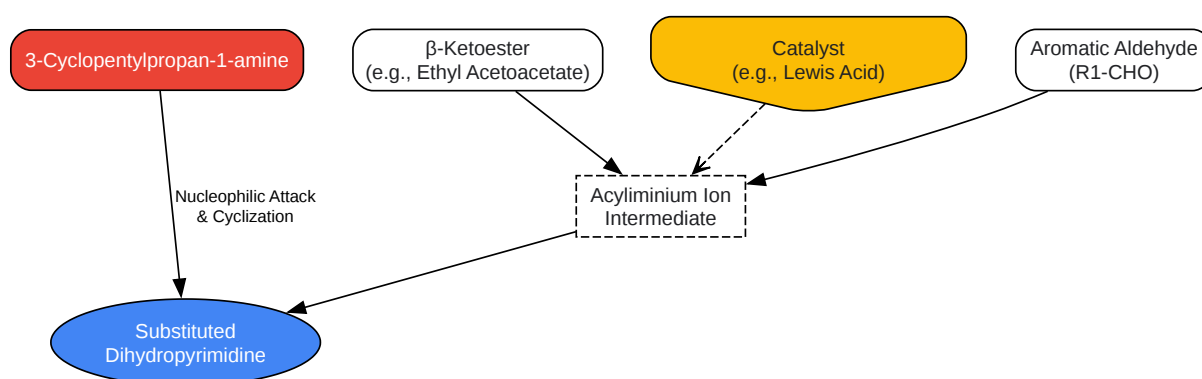 3-Cyclopentylpropan-1-amine
β-Ketoester
(e.g., Ethyl Acetoacetate)
Catalyst
(e.g., Lewis Acid)
Aromatic Aldehyde
(R1-CHO)
Nucleophilic Attack
& Cyclization
Acyliminium Ion
Intermediate
Substituted
Dihydropyrimidine